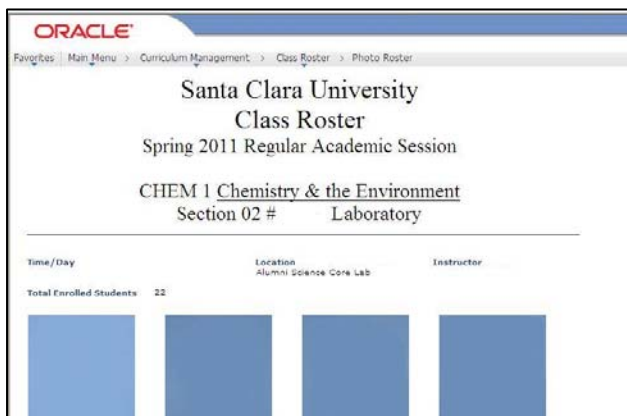 ORACLE'
Favorites Main Menu > Curriculum Management > Class Roster > Photo Roster
Santa Clara University
Class Roster
Spring 2011 Regular Academic Session
CHEM 1 Chemistry & the Environment
Section 02 # Laboratory
Time/Day Location Instructor
Alumni Science Core Lab
Total Enrolled Students 22